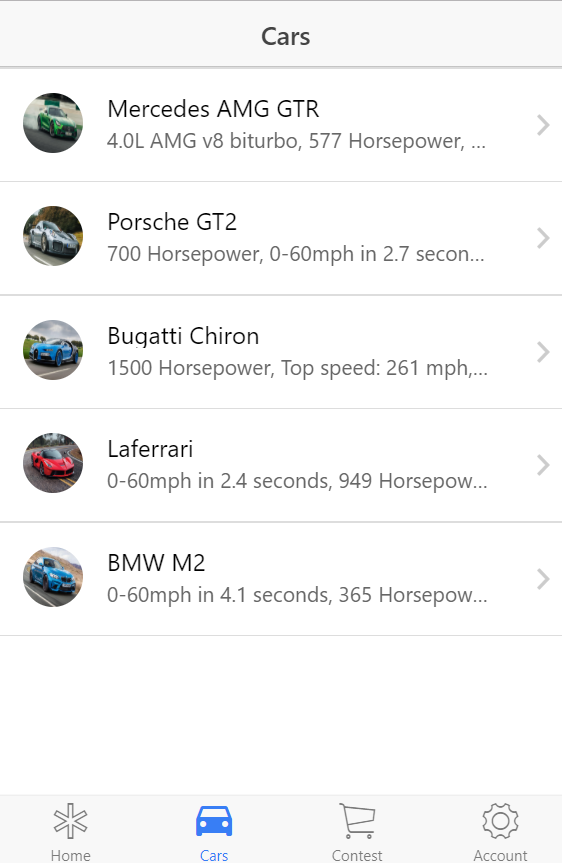 Cars
Mercedes AMG GTR
4.0L AMG v8 biturbo, 577 Horsepower, ...
Porsche GT2
700 Horsepower, 0-60mph in 2.7 secon...
Bugatti Chiron
1500 Horsepower, Top speed: 261 mph,...
Laferrari
0-60mph in 2.4 seconds, 949 Horsepow...
BMW M2
0-60mph in 4.1 seconds, 365 Horsepow...
Home Cars Contest Account